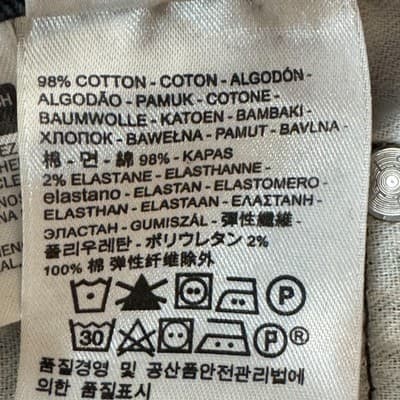 98% COTTON - COTON - ALGODÓN -
ALGODÃO - PAMUK - COTONE -
BAUMWOLLE - KATOEN - BAMBAKI -
ХЛОПОК - BAWEŁNA - PAMUT - BAVLNA -
棉 - 면 - 綿 98% - KAPAS
2% ELASTANE - ELASTHANNE -
elastano - ELASTAN - ELASTOMERO -
ELASTHAN - ELASTAAN - ΕΛΑΣΤΑΝΗ -
ЭЛАСТАН - GUMISZÁL - 彈性纖維 -
폴리우레탄 - ポリウレタン 2%
100% 棉 弹性纤维除外
P
30 P ®
품질경영 및 공산품안전관리법에
의한 품질표시